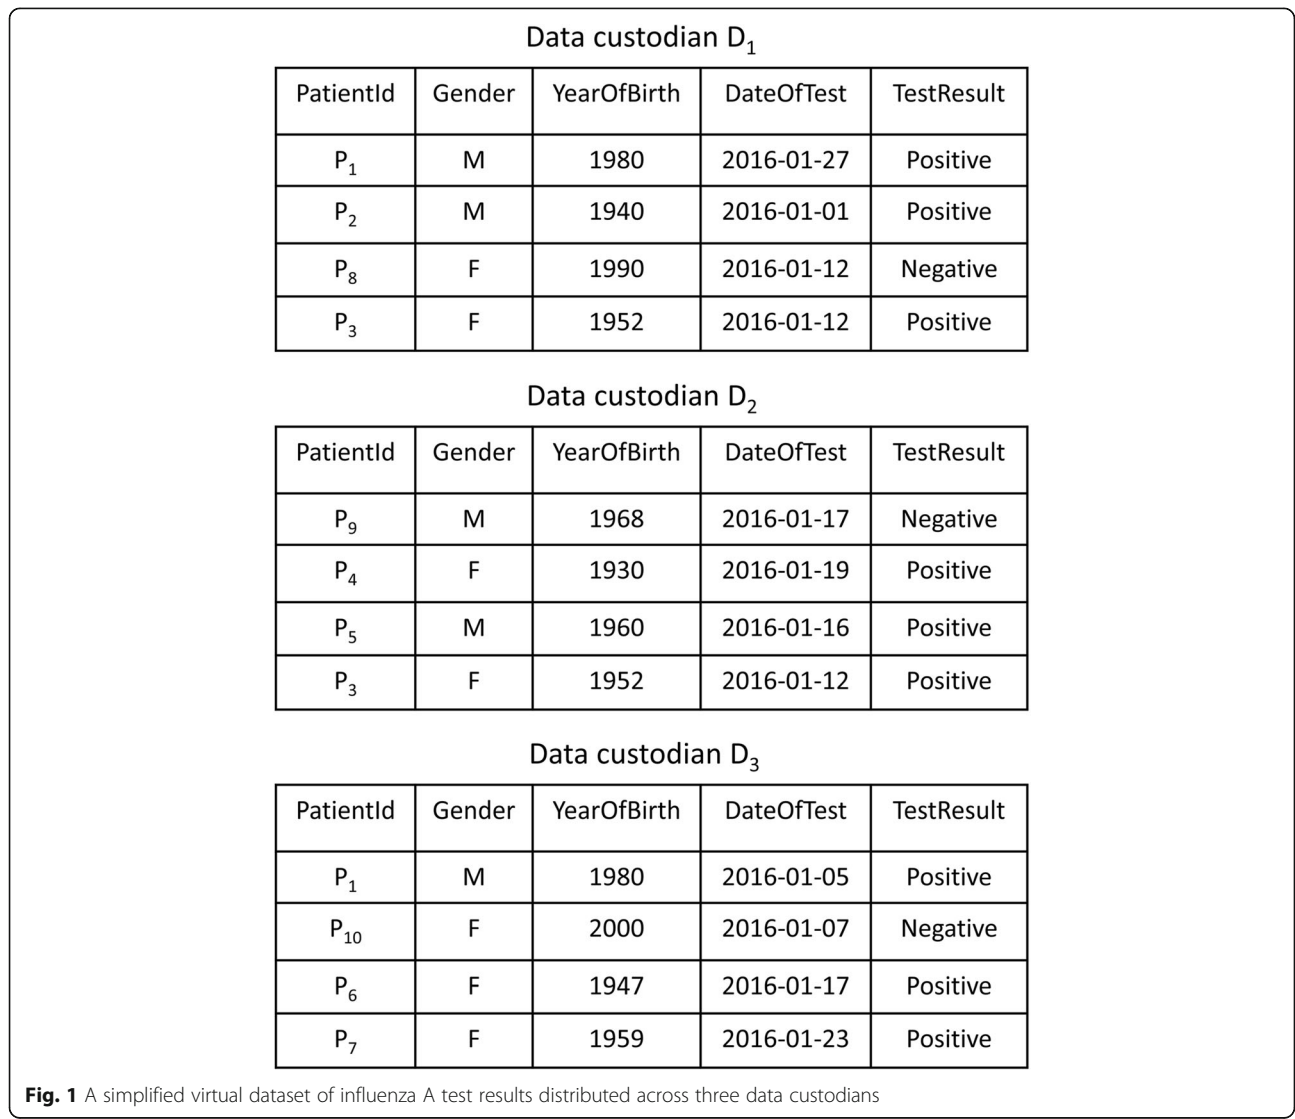 Data custodian D₁
PatientId Gender YearOfBirth DateOfTest TestResult
P₁ M 1980 2016-01-27 Positive
P₂ M 1940 2016-01-01 Positive
P₈ F 1990 2016-01-12 Negative
P₃ F 1952 2016-01-12 Positive
Data custodian D₂
PatientId Gender YearOfBirth DateOfTest TestResult
P₉ M 1968 2016-01-17 Negative
P₄ F 1930 2016-01-19 Positive
P₅ M 1960 2016-01-16 Positive
P₃ F 1952 2016-01-12 Positive
Data custodian D₃
PatientId Gender YearOfBirth DateOfTest TestResult
P₁ M 1980 2016-01-05 Positive
P₁₀ F 2000 2016-01-07 Negative
P₆ F 1947 2016-01-17 Positive
P₇ F 1959 2016-01-23 Positive
Fig. 1 A simplified virtual dataset of influenza A test results distributed across three data custodians